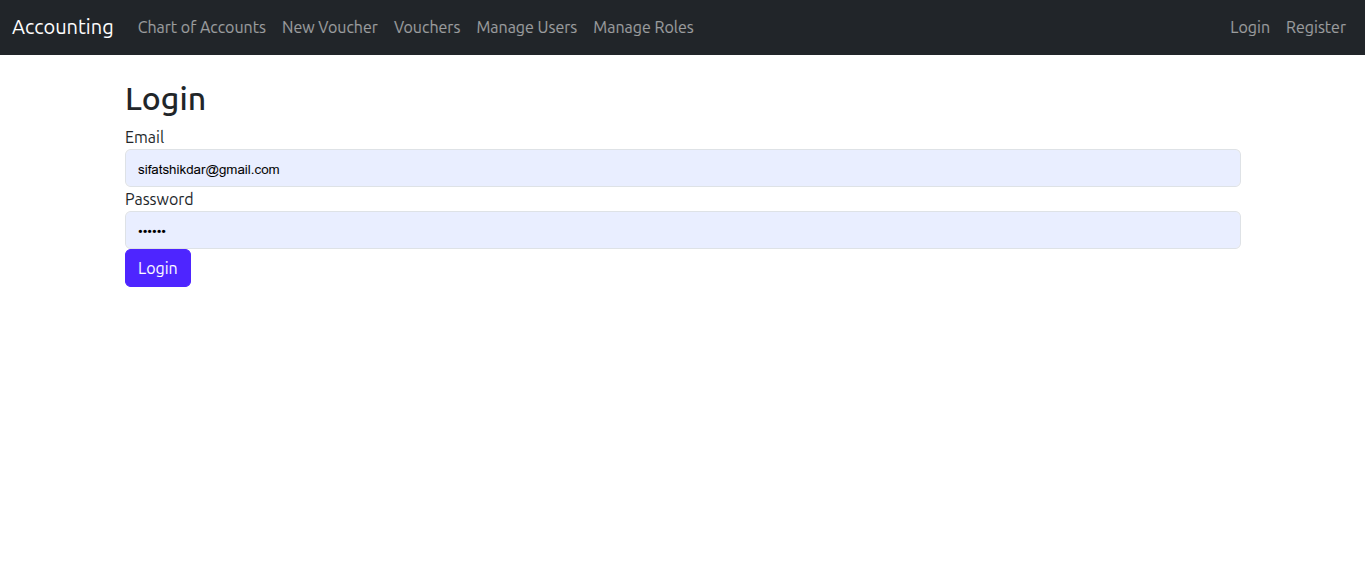 Accounting Chart of Accounts New Voucher Vouchers Manage Users Manage Roles Login Register
Login
Email
sifatshikdar@gmail.com
Password
••••••
Login